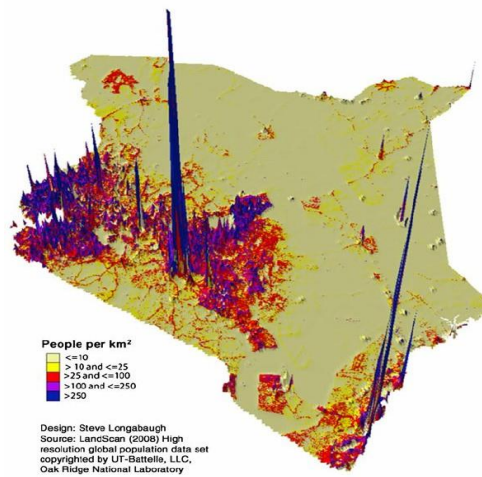 People per km²
<=10
> 10 and <=25
>25 and <=100
>100 and <=250
>250
Design: Steve Longabaugh
Source: LandScan (2008) High
resolution global population data set
copyrighted by UT-Battelle, LLC,
Oak Ridge National Laboratory